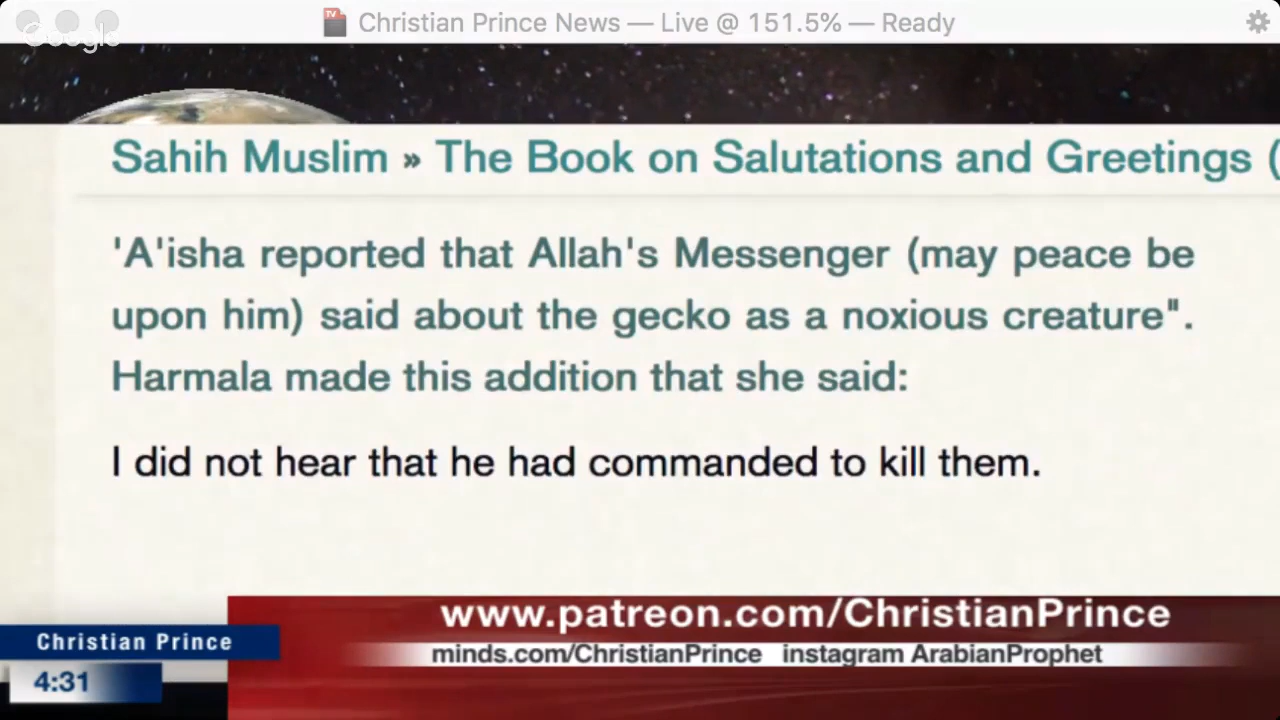 Christian Prince News — Live @ 151.5% — Ready
Google
TV
Sahih Muslim » The Book on Salutations and Greetings (
'A'isha reported that Allah's Messenger (may peace be
upon him) said about the gecko as a noxious creature".
Harmala made this addition that she said:
I did not hear that he had commanded to kill them.
www.patreon.com/ChristianPrince
Christian Prince
minds.com/ChristianPrince instagram ArabianProphet
4:31